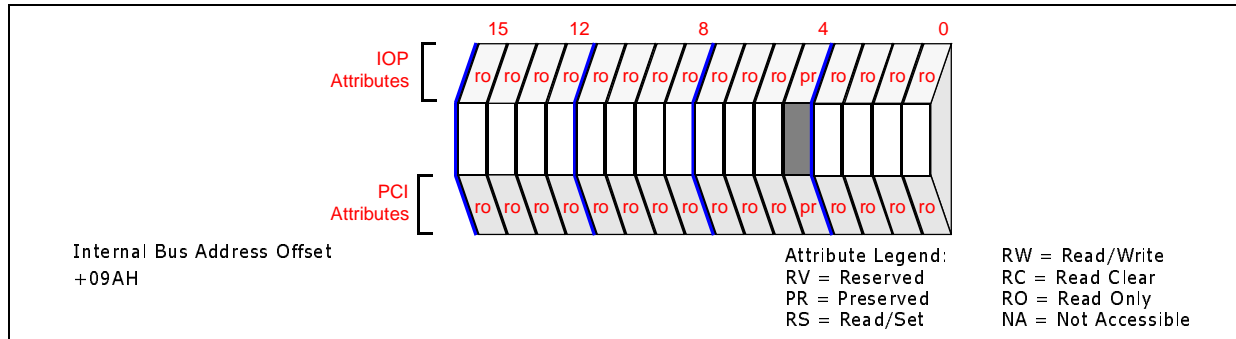 15 12 8 4 0
IOP
Attributes
ro ro ro ro ro ro ro ro ro ro ro pr ro ro ro ro
PCI
Attributes
ro ro ro ro ro ro ro ro ro ro ro pr ro ro ro ro
Internal Bus Address Offset
+09AH
Attribute Legend:
RV = Reserved
PR = Preserved
RS = Read/Set
RW = Read/Write
RC = Read Clear
RO = Read Only
NA = Not Accessible